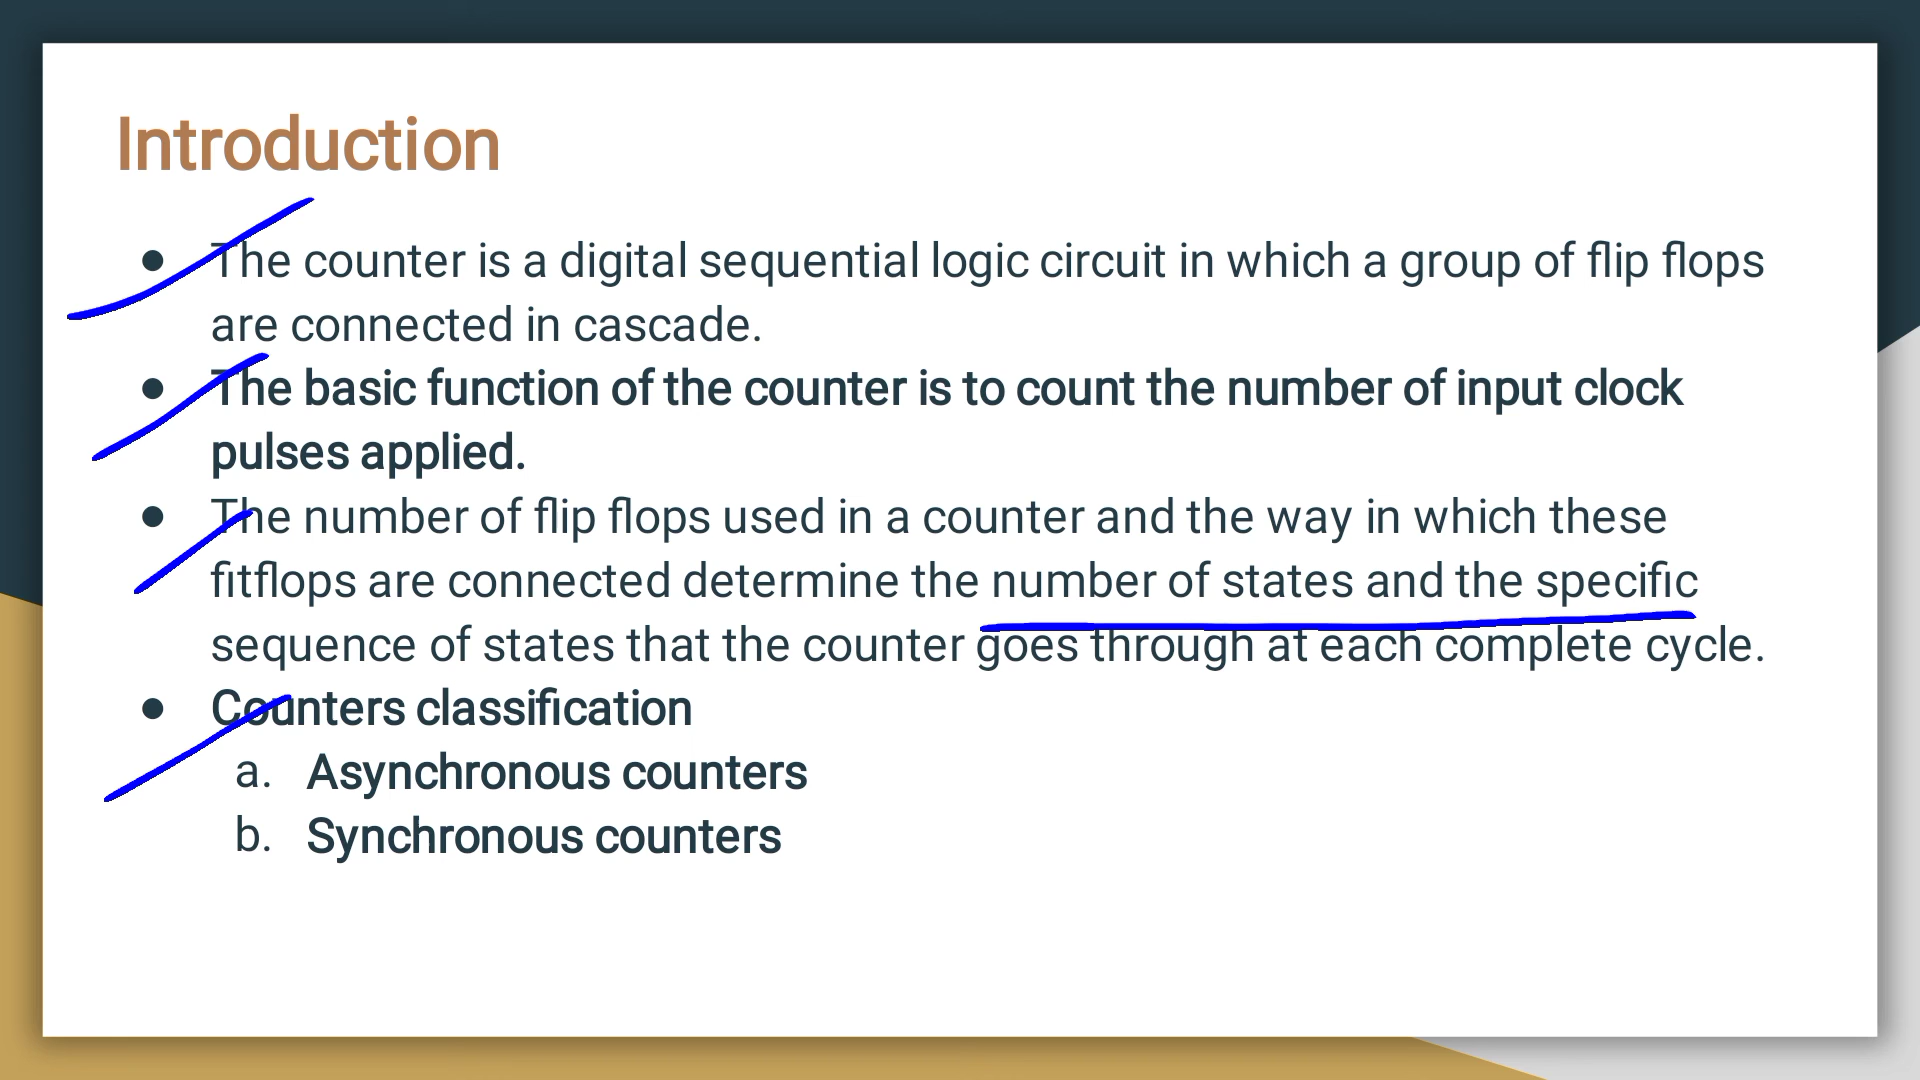 Introduction
● The counter is a digital sequential logic circuit in which a group of flip flops
are connected in cascade.
● The basic function of the counter is to count the number of input clock
pulses applied.
● The number of flip flops used in a counter and the way in which these
fitflops are connected determine the number of states and the specific
sequence of states that the counter goes through at each complete cycle.
● Counters classification
a. Asynchronous counters
b. Synchronous counters